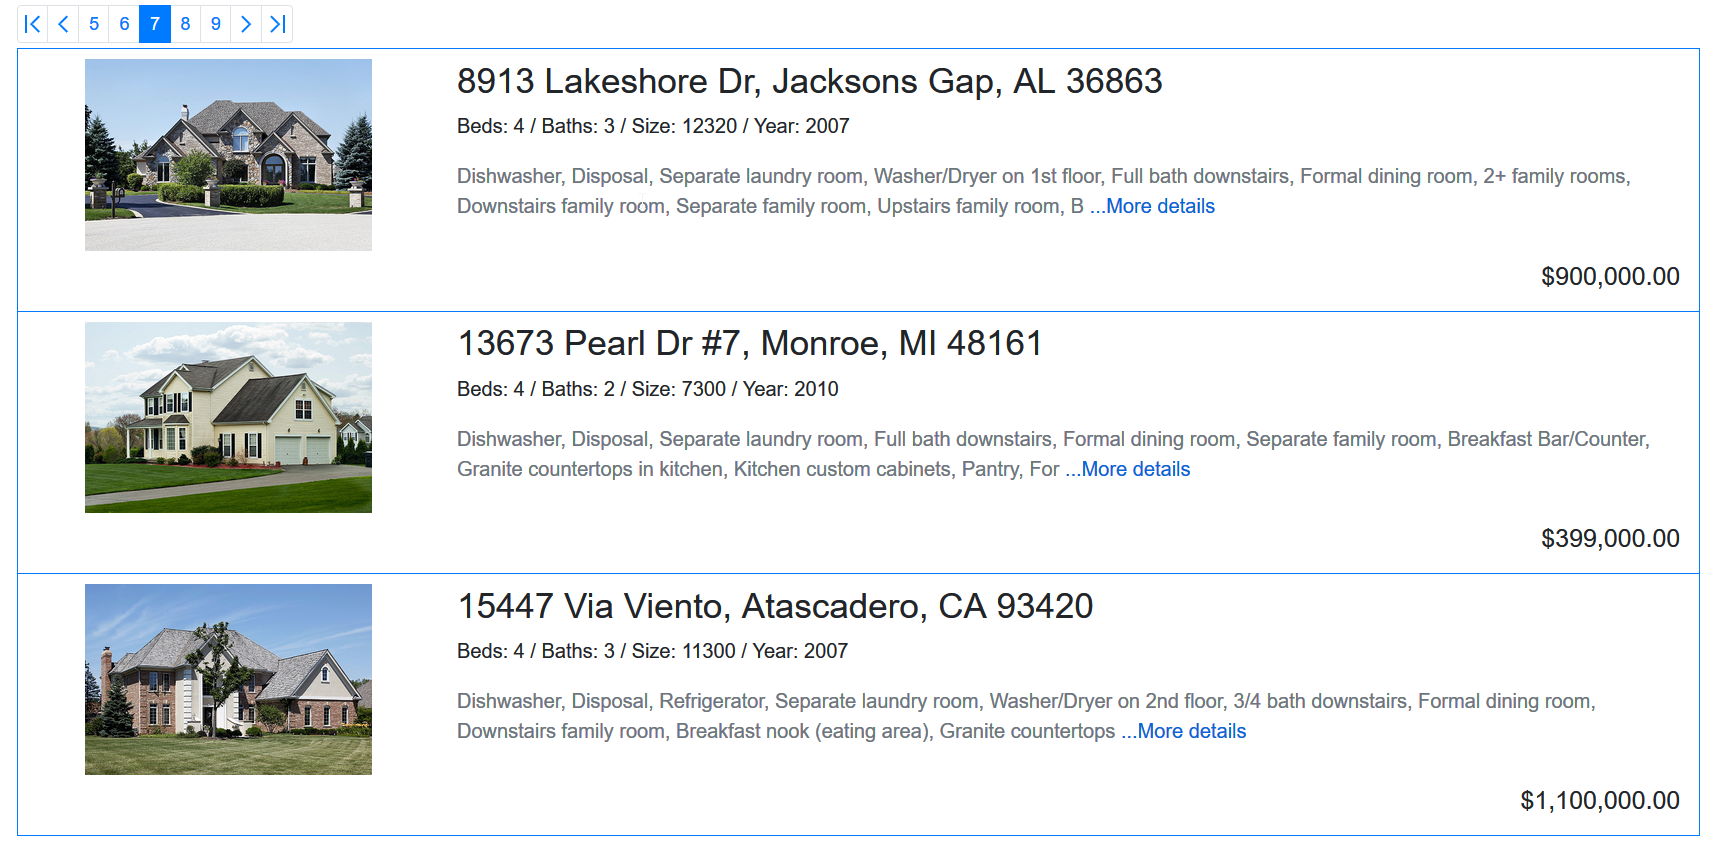 5 6 7 8 9
8913 Lakeshore Dr, Jacksons Gap, AL 36863
Beds: 4 / Baths: 3 / Size: 12320 / Year: 2007
Dishwasher, Disposal, Separate laundry room, Washer/Dryer on 1st floor, Full bath downstairs, Formal dining room, 2+ family rooms,
Downstairs family room, Separate family room, Upstairs family room, B ...More details
$900,000.00
13673 Pearl Dr #7, Monroe, MI 48161
Beds: 4 / Baths: 2 / Size: 7300 / Year: 2010
Dishwasher, Disposal, Separate laundry room, Full bath downstairs, Formal dining room, Separate family room, Breakfast Bar/Counter,
Granite countertops in kitchen, Kitchen custom cabinets, Pantry, For ...More details
$399,000.00
15447 Via Viento, Atascadero, CA 93420
Beds: 4 / Baths: 3 / Size: 11300 / Year: 2007
Dishwasher, Disposal, Refrigerator, Separate laundry room, Washer/Dryer on 2nd floor, 3/4 bath downstairs, Formal dining room,
Downstairs family room, Breakfast nook (eating area), Granite countertops ...More details
$1,100,000.00